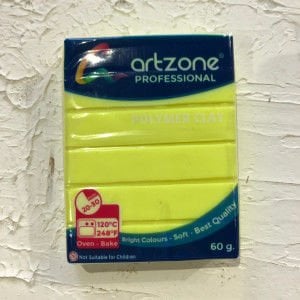 artzone®
PROFESSIONAL
POLYMER CLAY
20-30
120°C
248°F
Oven - Bake
Bright Colours - Soft - Best Quality
Not Suitable for Children
60 g.